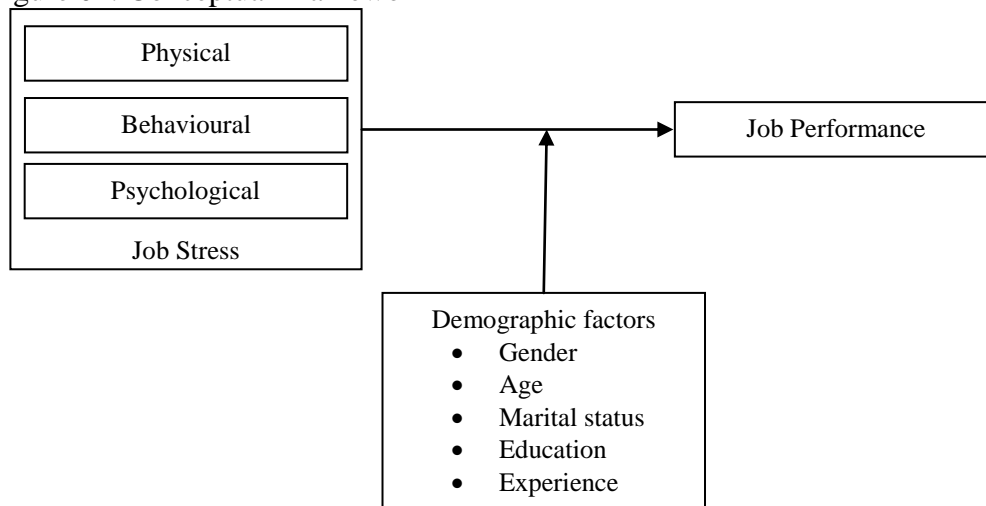 Physical
Behavioural
Psychological
Job Stress
Job Performance
Demographic factors
• Gender
• Age
• Marital status
• Education
• Experience